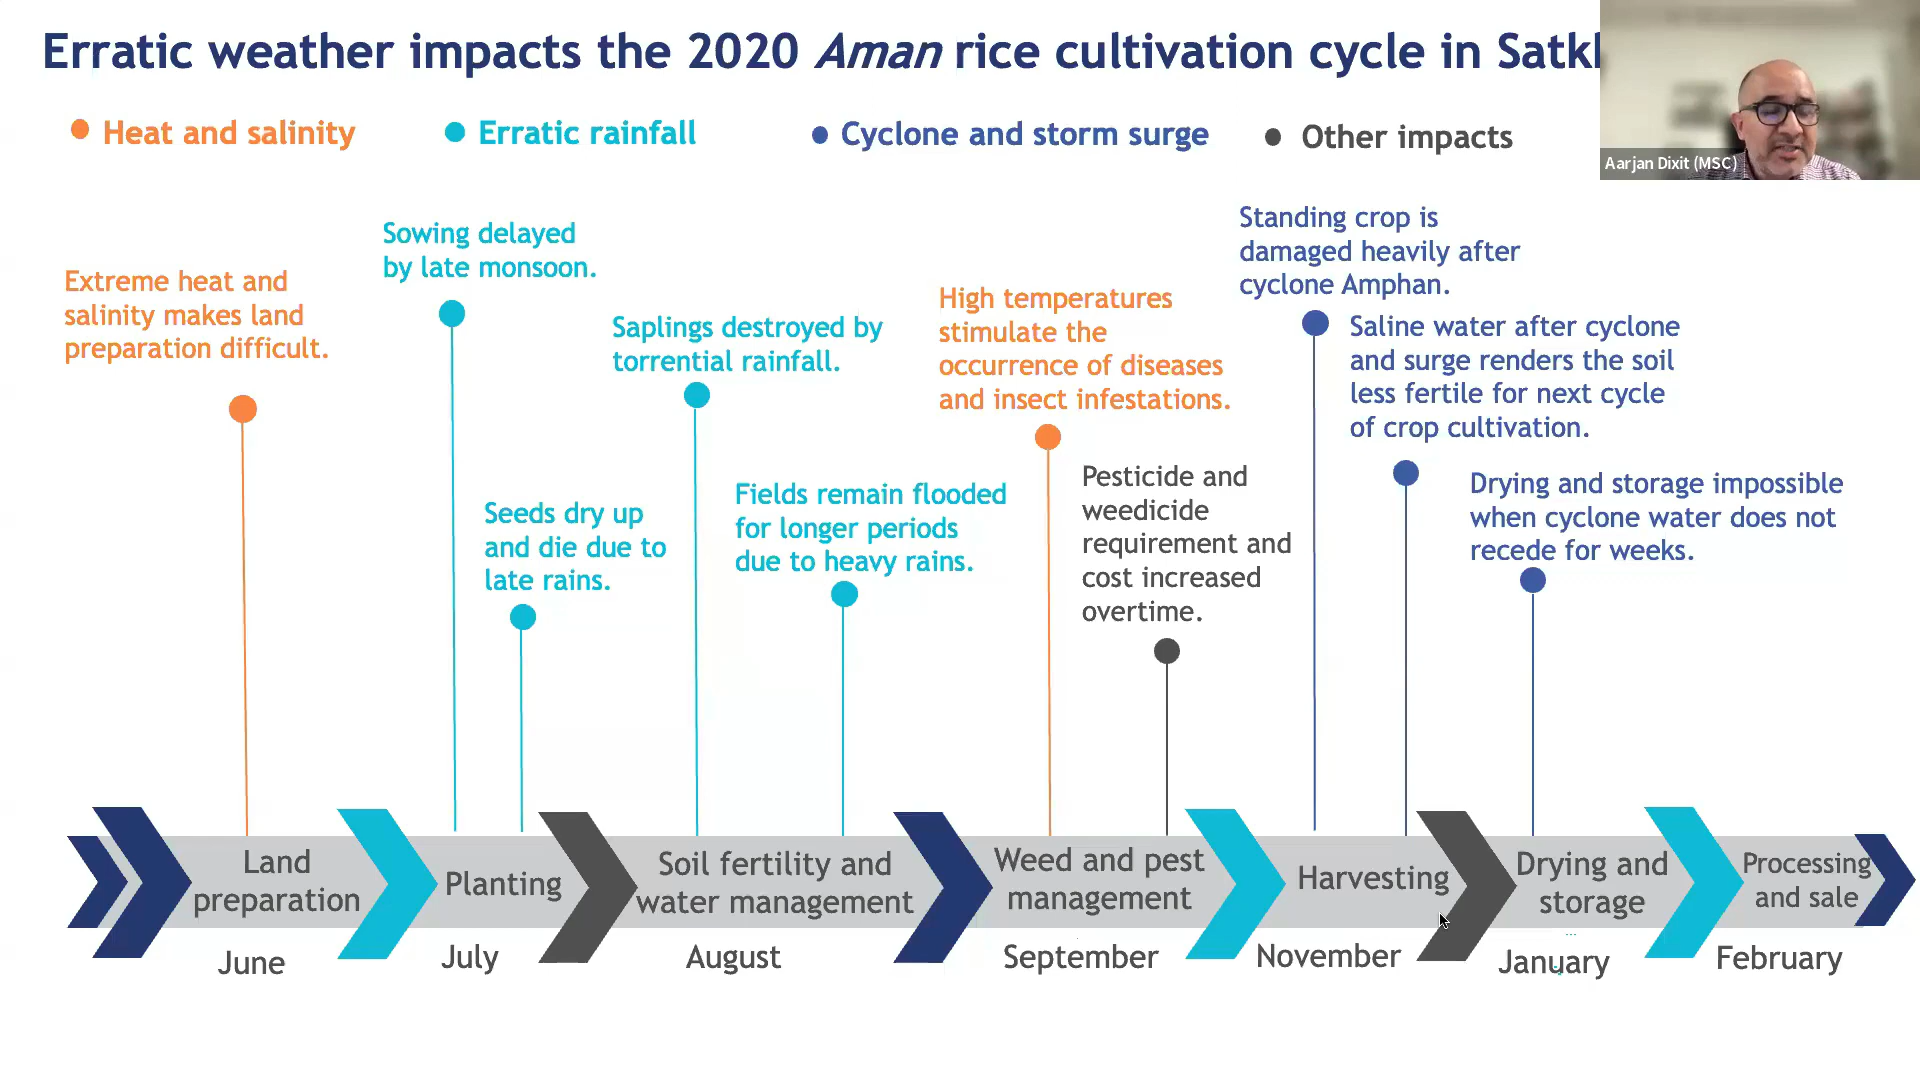 Erratic weather impacts the 2020 Aman rice cultivation cycle in
Aarjan Dixit (MSC)
Heat and salinity
Erratic rainfall
Cyclone and storm surge
Other impacts
Extreme heat and
salinity makes land
preparation difficult.
Sowing delayed
by late monsoon.
Seeds dry up
and die due to
late rains.
Saplings destroyed by
torrential rainfall.
Fields remain flooded
for longer periods
due to heavy rains.
High temperatures
stimulate the
occurrence of diseases
and insect infestations.
Pesticide and
weedicide
requirement and
cost increased
overtime.
Standing crop is
damaged heavily after
cyclone Amphan.
Saline water after cyclone
and surge renders the soil
less fertile for next cycle
of crop cultivation.
Drying and storage impossible
when cyclone water does not
recede for weeks.
Land
preparation
Planting
Soil fertility and
water management
Weed and pest
management
Harvesting
Drying and
storage
Processing
and sale
June
July
August
September
November
January
February